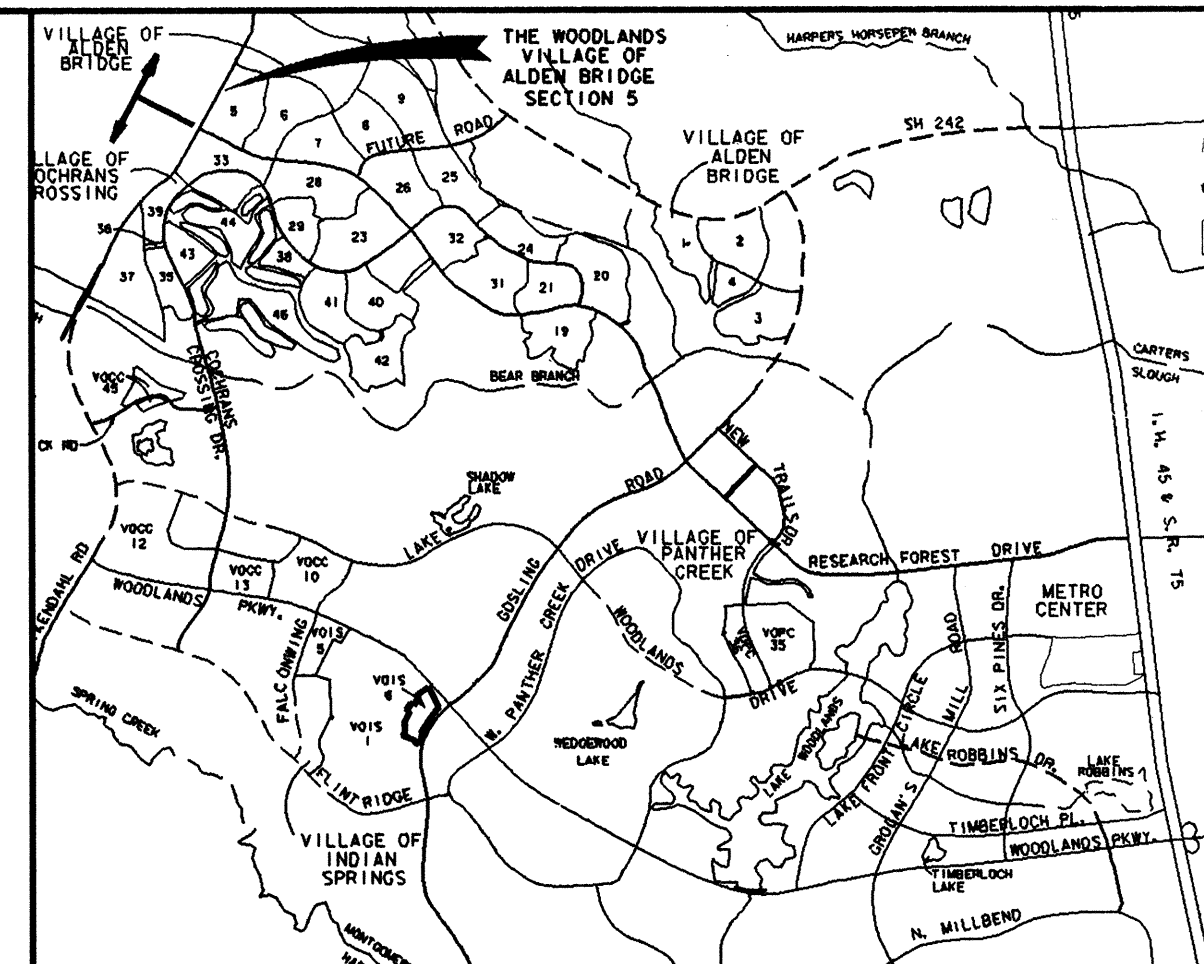 VILLAGE OF
ALDEN
BRIDGE
THE WOODLANDS
VILLAGE OF
ALDEN BRIDGE
SECTION 5
HARPERS HORSEPEN BRANCH
5
6
7
8
9
FUTURE ROAD
SH 242
VILLAGE OF
ALDEN
BRIDGE
LLAGE OF
OCHRANS
ROSSING
33
28
26
25
39
44
29
23
32
24
1
2
36
43
38
37
35
31
21
20
4
41
40
46
19
3
42
BEAR BRANCH
CARTERS
SLOUGH
H
VOCC
45
COCHRANS
CROSSING DR.
CK RD
I.H. 45 & S.R. 75
NEW TRAILS DR.
SHADOW
LAKE
GOSLING ROAD
LAKE
VOCC
12
VILLAGE OF
PANTHER
CREEK
RESEARCH FOREST DRIVE
VOCC
13
VOCC
10
WOODLANDS PKWY.
KENDAHL RD
W. PANTHER CREEK DRIVE
WOODLANDS
DRIVE
METRO
CENTER
SIX PINES DR.
VOPC
35
VOIS
5
FALCONWING
VOIS
6
VOIS
1
SPRING CREEK
WEDGEWOOD
LAKE
LAKE WOODLANDS
LAKE FRONT CIRCLE
GROGAN'S MILL ROAD
LAKE ROBBINS DR.
LAKE
ROBBINS
FLINTRIDGE
TIMBERLOCH PL.
WOODLANDS PKWY.
VILLAGE OF
INDIAN
SPRINGS
TIMBERLOCH
LAKE
N. MILLBEND
MONTGOMERY